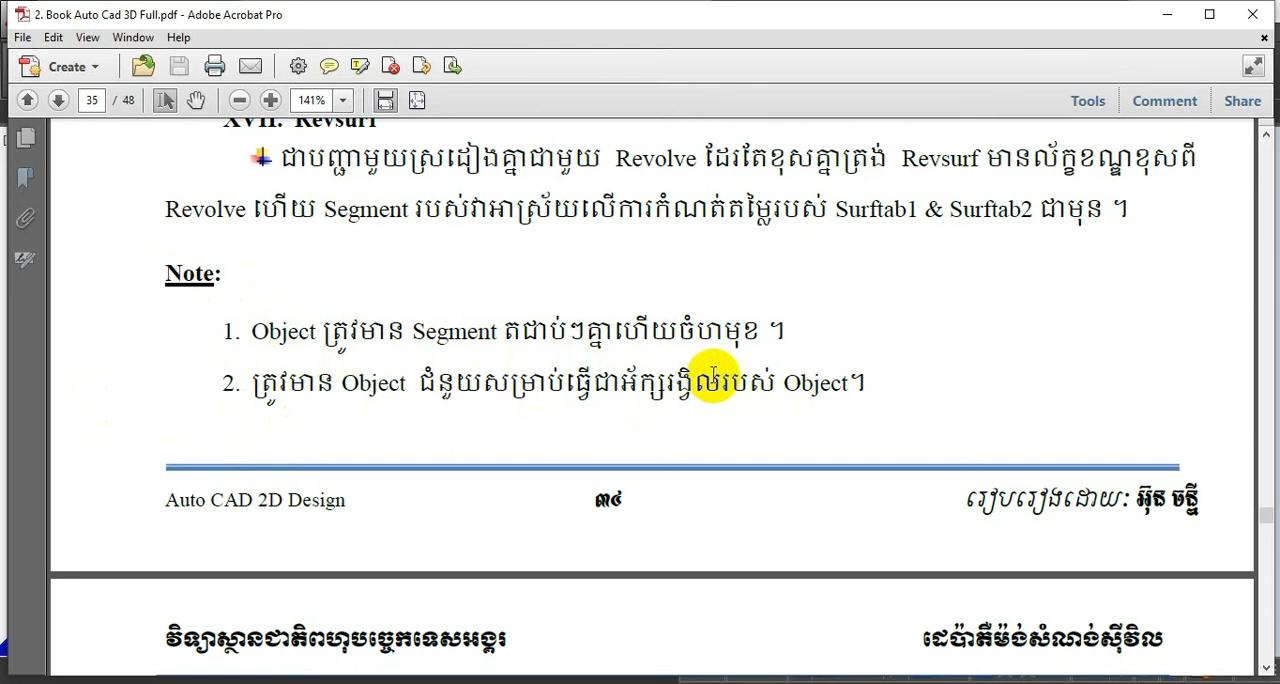 2. Book Auto Cad 3D Full.pdf - Adobe Acrobat Pro
File Edit View Window Help
Create
35 / 48 141% Tools Comment Share
XVII. Revsurf
ជាបញ្ជាមួយស្រដៀងគ្នាជាមួយ Revolve ដែរតែខុសគ្នាត្រង់ Revsurf មានល័ក្ខខណ្ឌខុសពី
Revolve ហើយ Segment របស់វាអាស្រ័យលើការកំណត់តម្លៃរបស់ Surftab1 & Surftab2 ជាមុន ។
Note:
1. Object ត្រូវមាន Segment តជាប់ៗគ្នាហើយចំហមុខ ។
2. ត្រូវមាន Object ជំនួយសម្រាប់ធ្វើជាអ័ក្សរង្វិលរបស់ Object។
Auto CAD 2D Design ៣៤ រៀបរៀងដោយ: អ៊ុន ចន្ឌី
វិទ្យាស្ថានជាតិពហុបច្ចេកទេសអង្គរ ដេប៉ាតឺម៉ង់សំណង់ស៊ីវិល